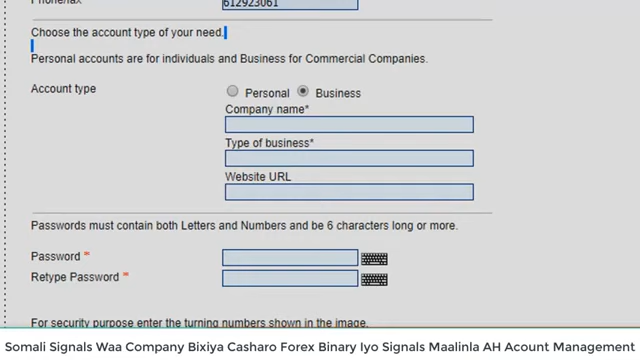 Phone/fax 612923061
Choose the account type of your need.
Personal accounts are for individuals and Business for Commercial Companies.
Account type Personal Business
Company name*
Type of business*
Website URL
Passwords must contain both Letters and Numbers and be 6 characters long or more.
Password *
Retype Password *
For security purpose enter the turning numbers shown in the image.
Somali Signals Waa Company Bixiya Casharo Forex Binary Iyo Signals Maalinla AH Acount Management